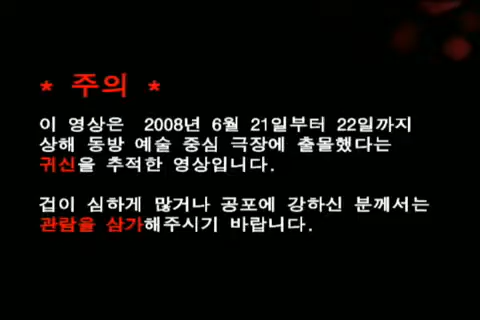 * 주의 *
이 영상은 2008년 6월 21일부터 22일까지
상해 동방 예술 중심 극장에 출몰했다는
귀신을 추적한 영상입니다.
겁이 심하게 많거나 공포에 강하신 분께서는
관람을 삼가해주시기 바랍니다.